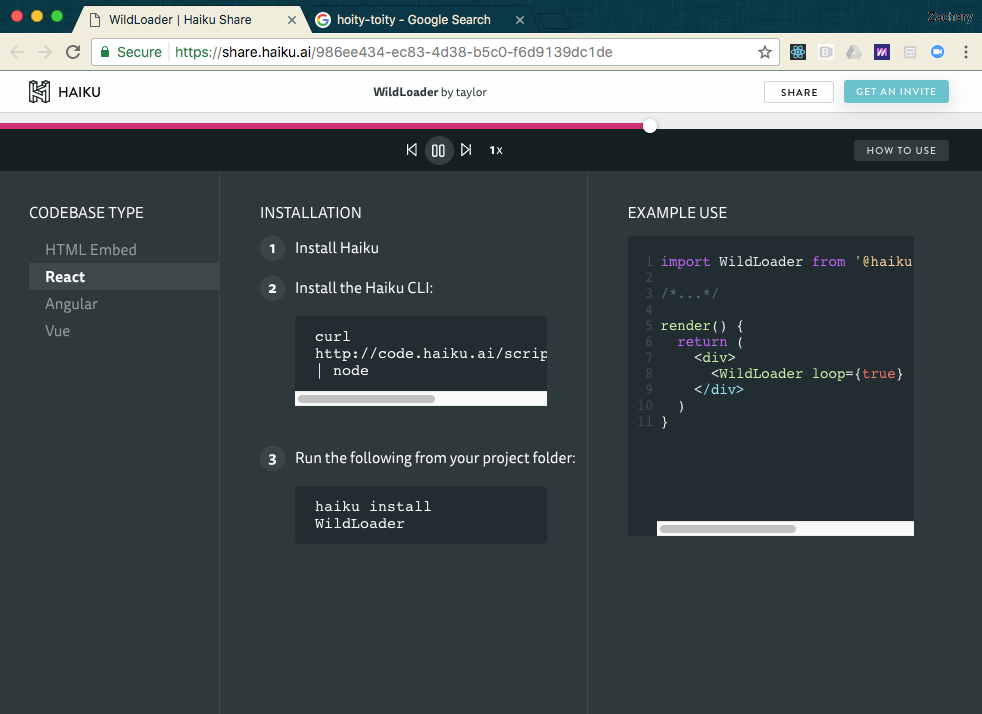 WildLoader | Haiku Share
hoity-toity - Google Search
Zachery
Secure
https://share.haiku.ai/986ee434-ec83-4d38-b5c0-f6d9139dc1de
HAIKU
WildLoader by taylor
SHARE
GET AN INVITE
1x
HOW TO USE
CODEBASE TYPE
HTML Embed
React
Angular
Vue
INSTALLATION
1 Install Haiku
2 Install the Haiku CLI:
curl
http://code.haiku.ai/scrip
| node
3 Run the following from your project folder:
haiku install
WildLoader
EXAMPLE USE
1 import WildLoader from '@haiku
2
3 /*...*/
4
5 render() {
6 return (
7 <div>
8 <WildLoader loop={true}
9 </div>
10 )
11 }